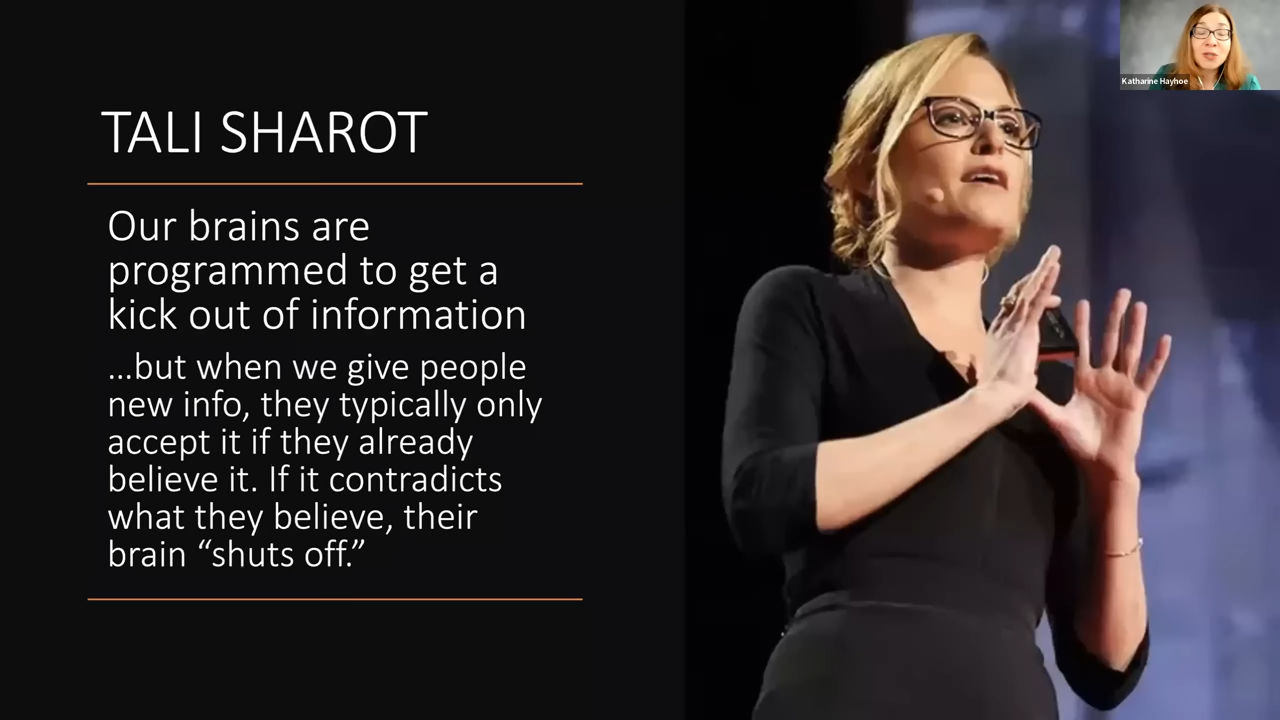 TALI SHAROT
Our brains are
programmed to get a
kick out of information
…but when we give people
new info, they typically only
accept it if they already
believe it. If it contradicts
what they believe, their
brain “shuts off.”
Katharine Hayhoe